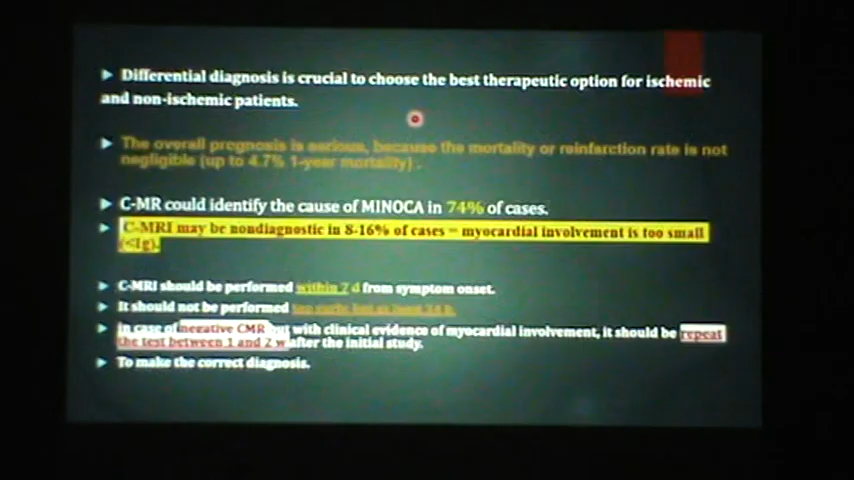 Differential diagnosis is crucial to choose the best therapeutic option for ischemic
and non-ischemic patients.
The overall prognosis is serious, because the mortality or reinfarction rate is not
negligible (up to 4.7% 1-year mortality).
C-MR could identify the cause of MINOCA in 74% of cases.
C-MRI may be nondiagnostic in 8-16% of cases = myocardial involvement is too small
(<1g).
C-MRI should be performed within 7 d from symptom onset.
It should not be performed
in case of negative CMR but with clinical evidence of myocardial involvement, it should be repeat
the test between 1 and 2 w after the initial study.
To make the correct diagnosis.